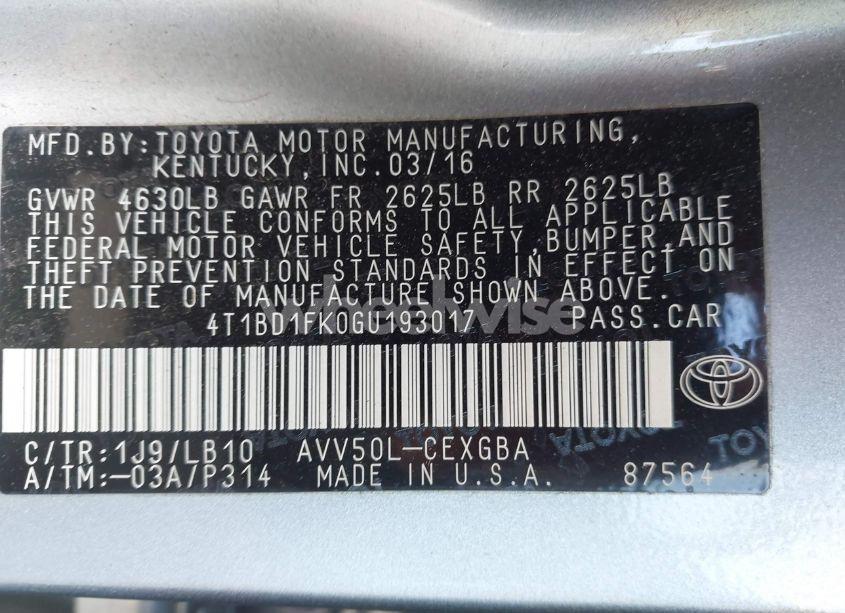 MFD.BY:TOYOTA MOTOR MANUFACTURING,
KENTUCKY,INC.03/16
GVWR 4630LB GAWR FR 2625LB RR 2625LB
THIS VEHICLE CONFORMS TO ALL APPLICABLE
FEDERAL MOTOR VEHICLE SAFETY,BUMPER,AND
THEFT PREVENTION STANDARDS IN EFFECT ON
THE DATE OF MANUFACTURE SHOWN ABOVE.
wheelwise
4T1BD1FK0GU193017 PASS.CAR
C/TR:1J9/LB10 AVV50L-CEXGBA
A/TM:-03A/P314 MADE IN U.S.A. 87564